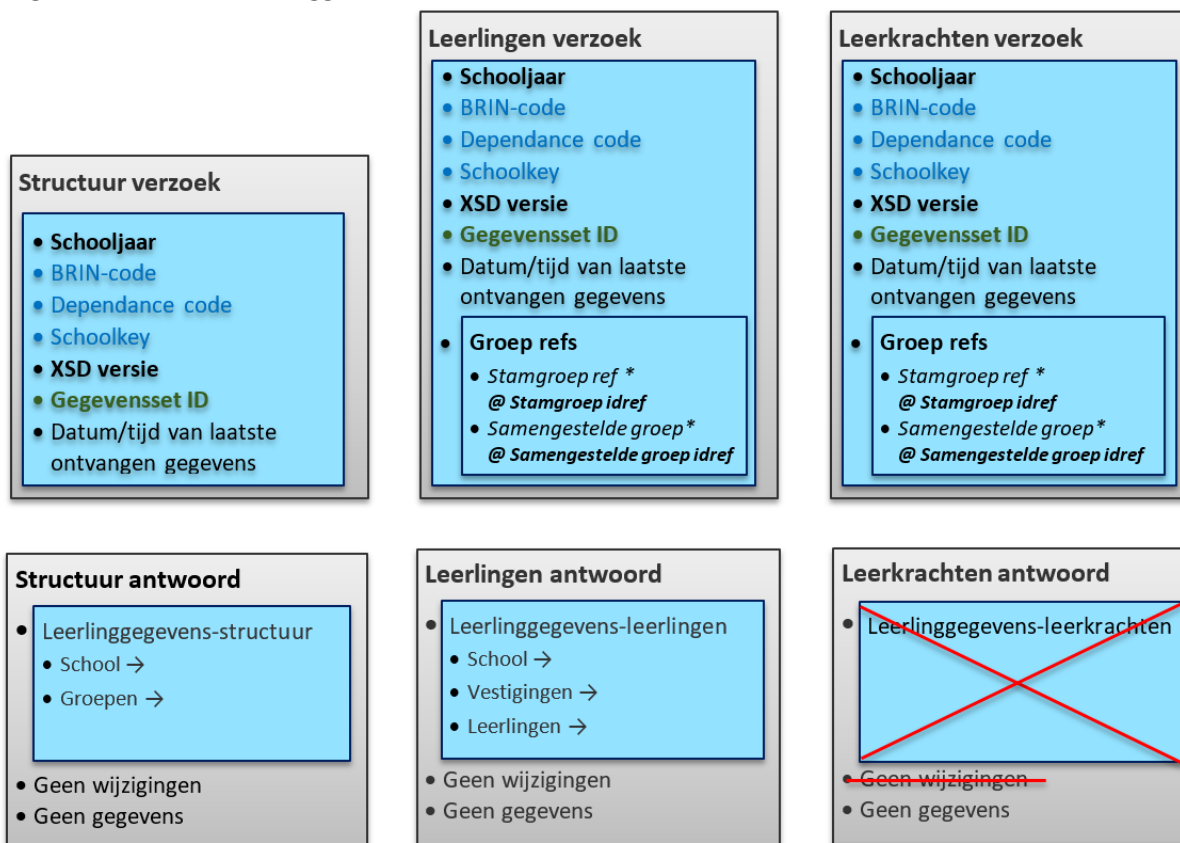 Structuur verzoek
• Schooljaar
• BRIN-code
• Dependance code
• Schoolkey
• XSD versie
• Gegevensset ID
• Datum/tijd van laatste
ontvangen gegevens
Leerlingen verzoek
• Schooljaar
• BRIN-code
• Dependance code
• Schoolkey
• XSD versie
• Gegevensset ID
• Datum/tijd van laatste
ontvangen gegevens
• Groep refs
• Stamgroep ref *
@ Stamgroep idref
• Samengestelde groep*
@ Samengestelde groep idref
Leerkrachten verzoek
• Schooljaar
• BRIN-code
• Dependance code
• Schoolkey
• XSD versie
• Gegevensset ID
• Datum/tijd van laatste
ontvangen gegevens
• Groep refs
• Stamgroep ref *
@ Stamgroep idref
• Samengestelde groep*
@ Samengestelde groep idref
Structuur antwoord
• Leerlinggegevens-structuur
• School →
• Groepen →
• Geen wijzigingen
• Geen gegevens
Leerlingen antwoord
• Leerlinggegevens-leerlingen
• School →
• Vestigingen →
• Leerlingen →
• Geen wijzigingen
• Geen gegevens
Leerkrachten antwoord
• Leerlinggegevens-leerkrachten
• Geen wijzigingen
• Geen gegevens